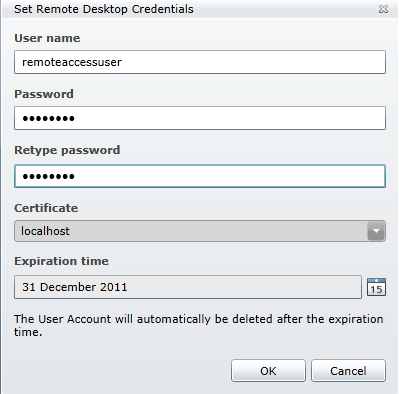 Set Remote Desktop Credentials
User name
remoteaccessuser
Password
••••••••
Retype password
••••••••
Certificate
localhost
Expiration time
31 December 2011
15
The User Account will automatically be deleted after the expiration
time.
OK Cancel